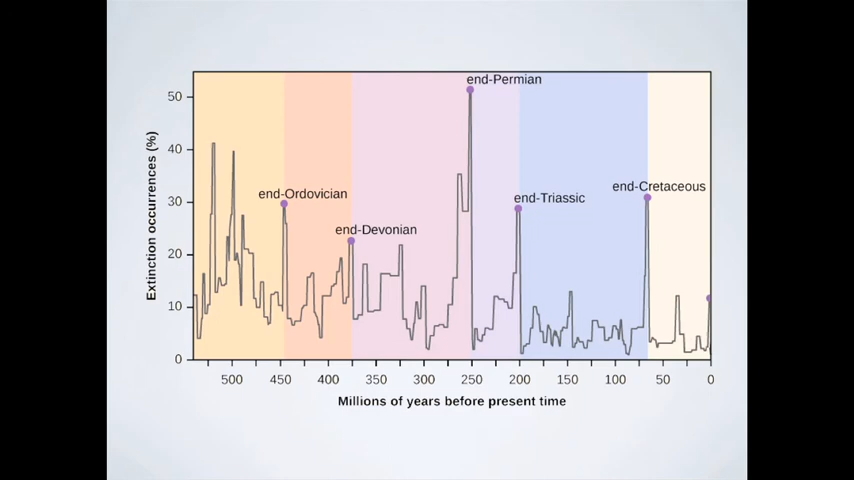 end-Permian
50
40
end-Cretaceous
end-Ordovician
end-Triassic
30
end-Devonian
Extinction occurrences (%)
20
10
0
500 450 400 350 300 250 200 150 100 50 0
Millions of years before present time